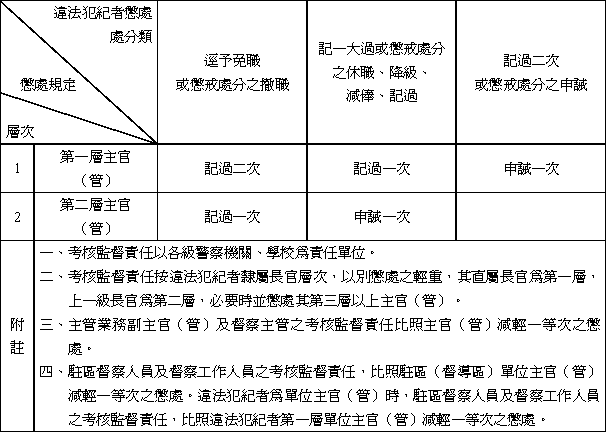 違法犯紀者懲處
處分類
懲處規定
層次
逕予免職
或懲戒處分之撤職
記一大過或懲戒處分
之休職、降級、
減俸、記過
記過二次
或懲戒處分之申誡
1
第一層主官
（管）
記過二次
記過一次
申誡一次
2
第二層主官
（管）
記過一次
申誡一次
附
註
一、考核監督責任以各級警察機關、學校為責任單位。
二、考核監督責任按違法犯紀者隸屬長官層次，以別懲處之輕重，其直屬長官為第一層，
上一級長官為第二層，必要時並懲處其第三層以上主官（管）。
三、主管業務副主官（管）及督察主管之考核監督責任比照主官（管）減輕一等次之懲
處。
四、駐區督察人員及督察工作人員之考核監督責任，比照駐區（督導區）單位主官（管）
減輕一等次之懲處。違法犯紀者為單位主官（管）時，駐區督察人員及督察工作人員
之考核監督責任，比照違法犯紀者第一層單位主官（管）減輕一等次之懲處。